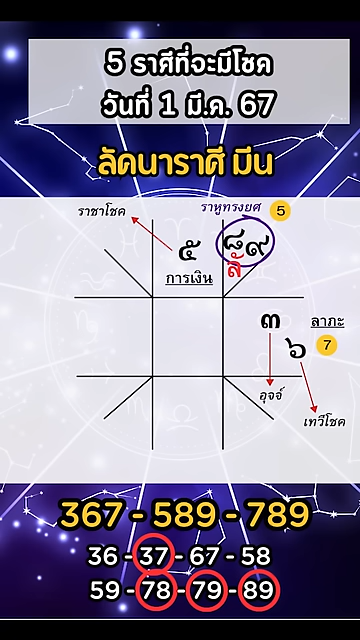 5 ราศีที่จะมีโชค
วันที่ 1 มี.ค. 67
ลัคนาราศี มีน
ราชาโชค
ราหูทรงยศ 5
๕ ๘๙
การเงิน ลั
๓ ลาภะ
๖ 7
อุจจ์
เทวีโชค
367 - 589 - 789
36 - 37 - 67 - 58
59 - 78 - 79 - 89